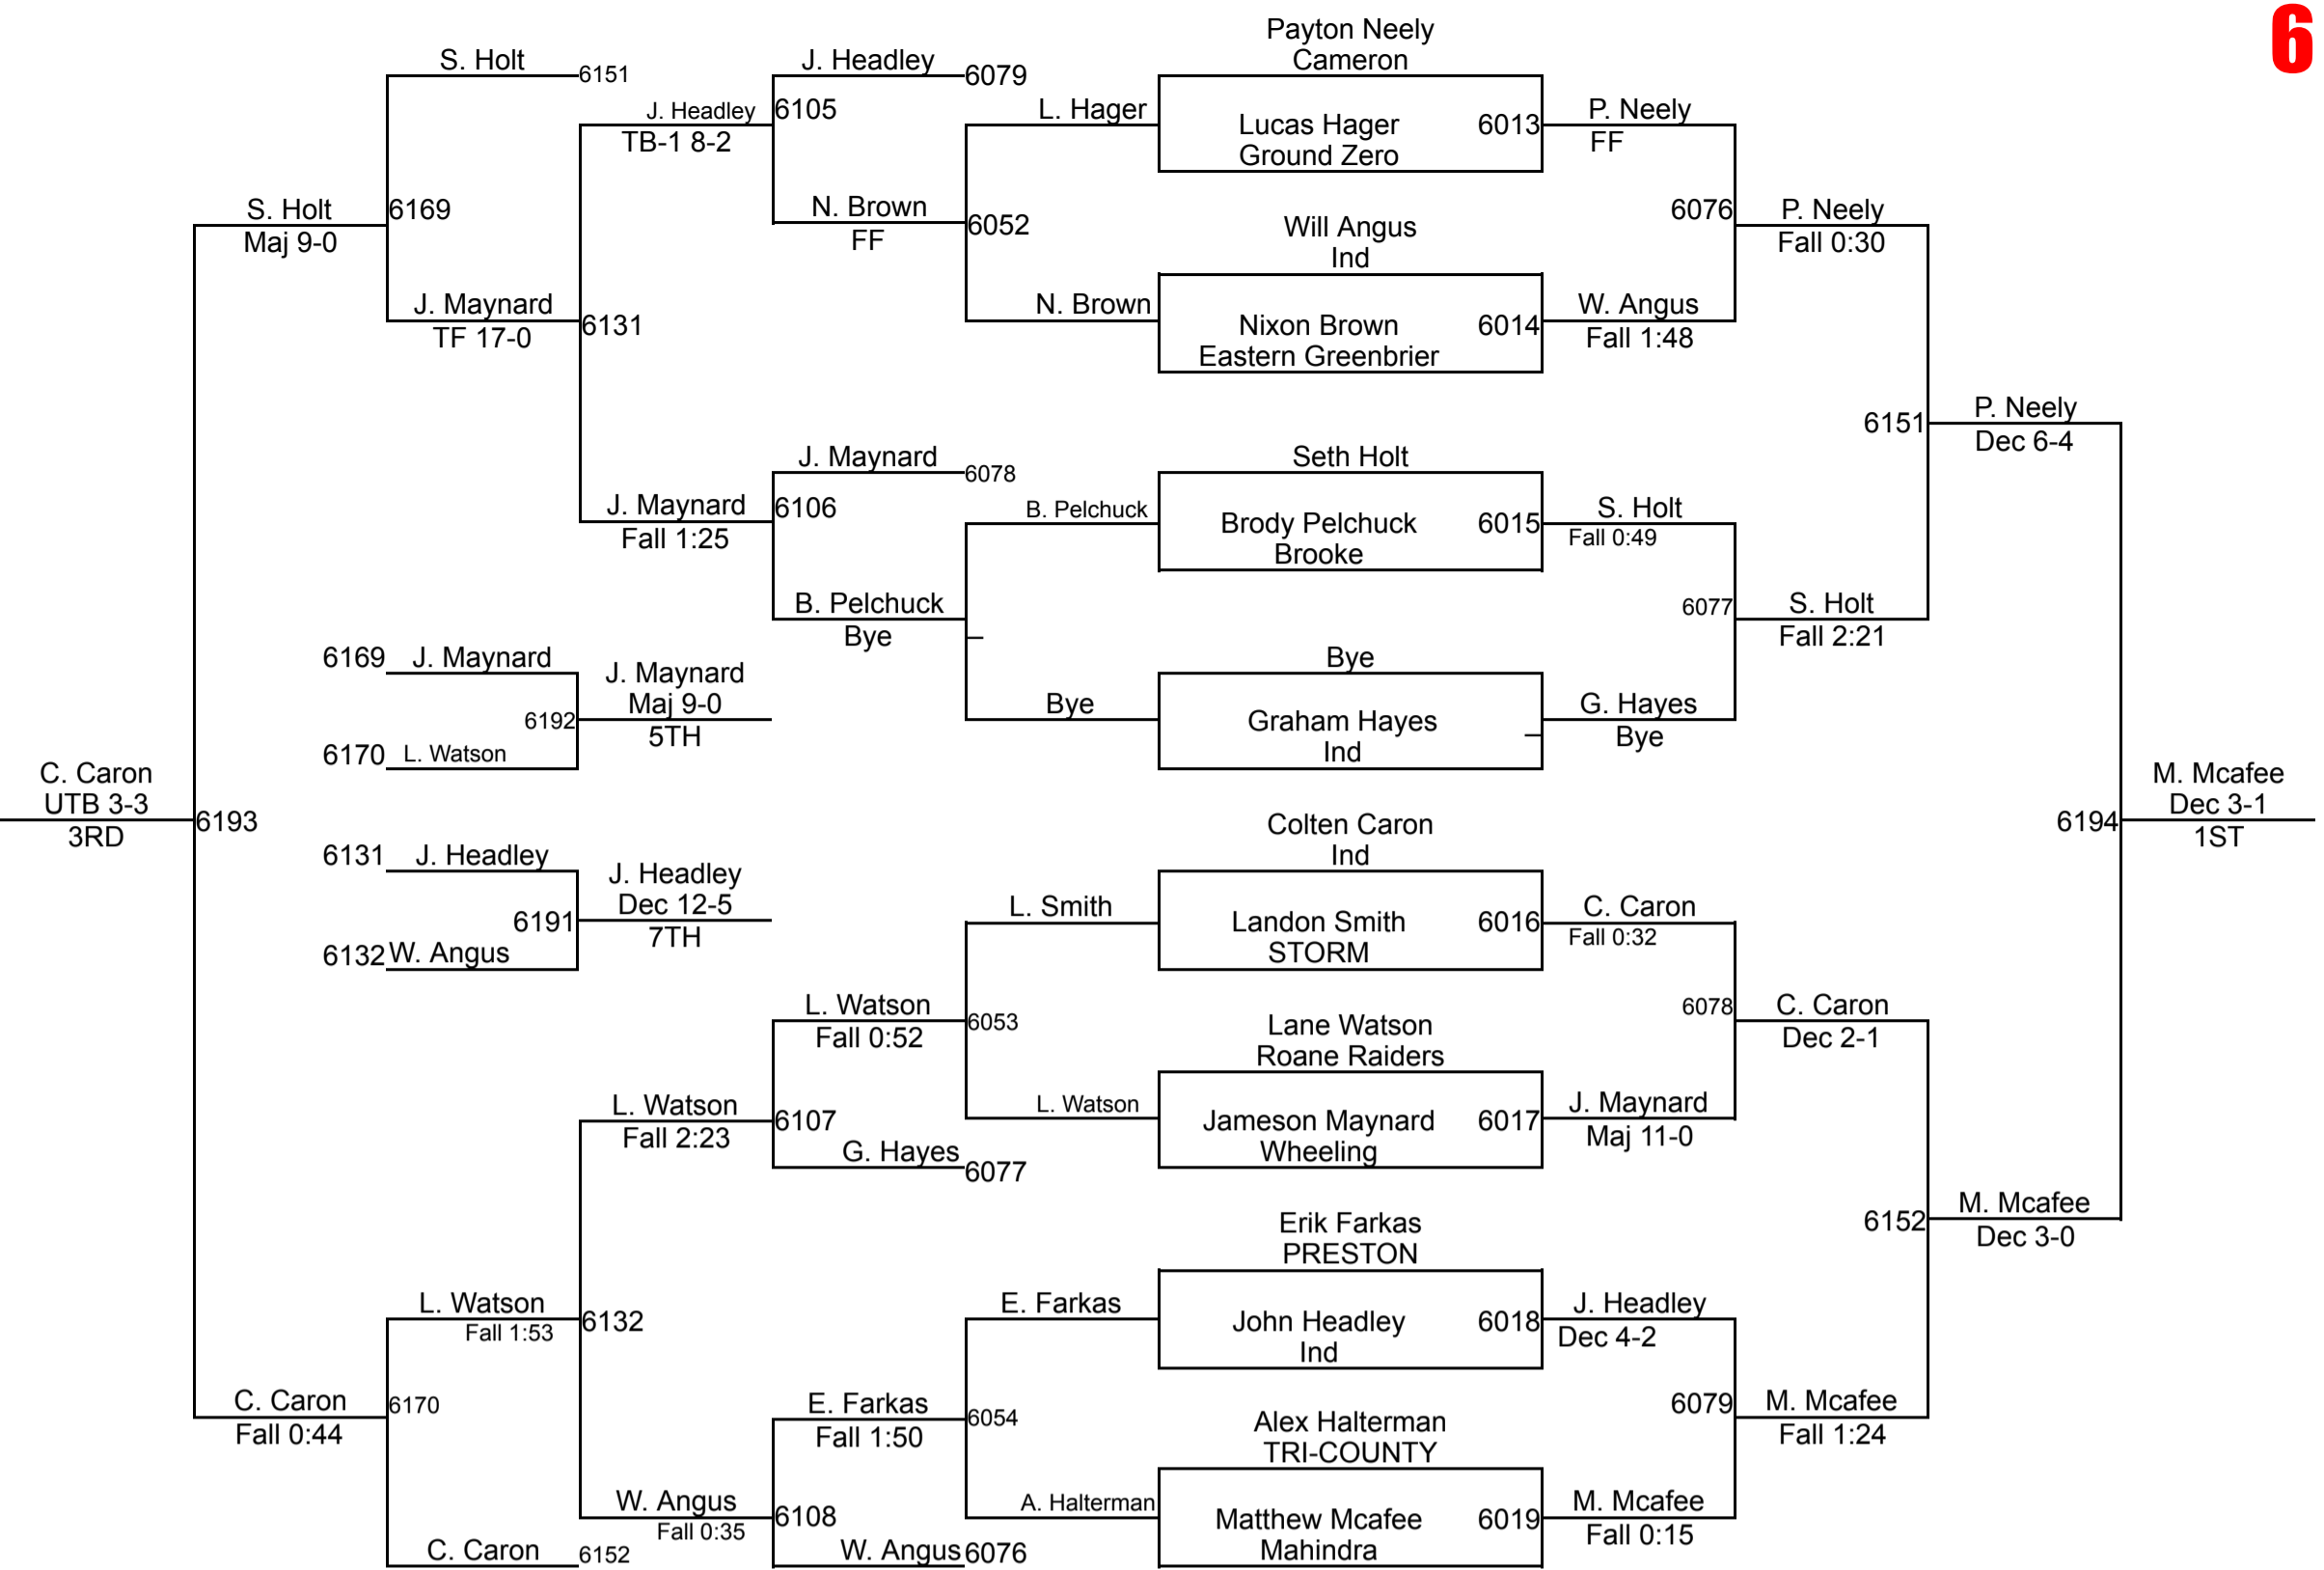 6
Payton Neely
Cameron
Lucas Hager
Ground Zero
6013
P. Neely
FF
L. Hager
Will Angus
Ind
Nixon Brown
Eastern Greenbrier
6014
W. Angus
Fall 1:48
N. Brown
6076
P. Neely
Fall 0:30
Seth Holt
Brody Pelchuck
Brooke
6015
S. Holt
Fall 0:49
B. Pelchuck
Bye
Graham Hayes
Ind
G. Hayes
Bye
Bye
6077
S. Holt
Fall 2:21
6151
P. Neely
Dec 6-4
Colten Caron
Ind
Landon Smith
STORM
6016
C. Caron
Fall 0:32
L. Smith
Lane Watson
Roane Raiders
Jameson Maynard
Wheeling
6017
J. Maynard
Maj 11-0
L. Watson
6078
C. Caron
Dec 2-1
Erik Farkas
PRESTON
John Headley
Ind
6018
J. Headley
Dec 4-2
E. Farkas
Alex Halterman
TRI-COUNTY
Matthew Mcafee
Mahindra
6019
M. Mcafee
Fall 0:15
A. Halterman
6079
M. Mcafee
Fall 1:24
6152
M. Mcafee
Dec 3-0
6194
M. Mcafee
Dec 3-1
1ST
J. Headley
6079
6105
N. Brown
FF
6052
J. Headley
TB-1 8-2
J. Maynard
6078
6106
B. Pelchuck
Bye
J. Maynard
Fall 1:25
6131
J. Maynard
TF 17-0
S. Holt
6151
6169
S. Holt
Maj 9-0
6169
J. Maynard
6192
6170
L. Watson
J. Maynard
Maj 9-0
5TH
6131
J. Headley
6191
6132
W. Angus
J. Headley
Dec 12-5
7TH
C. Caron
UTB 3-3
3RD
6193
L. Watson
Fall 0:52
6053
6107
G. Hayes
6077
L. Watson
Fall 2:23
E. Farkas
Fall 1:50
6054
6108
W. Angus
6076
W. Angus
Fall 0:35
6132
L. Watson
Fall 1:53
6170
C. Caron
6152
C. Caron
Fall 0:44